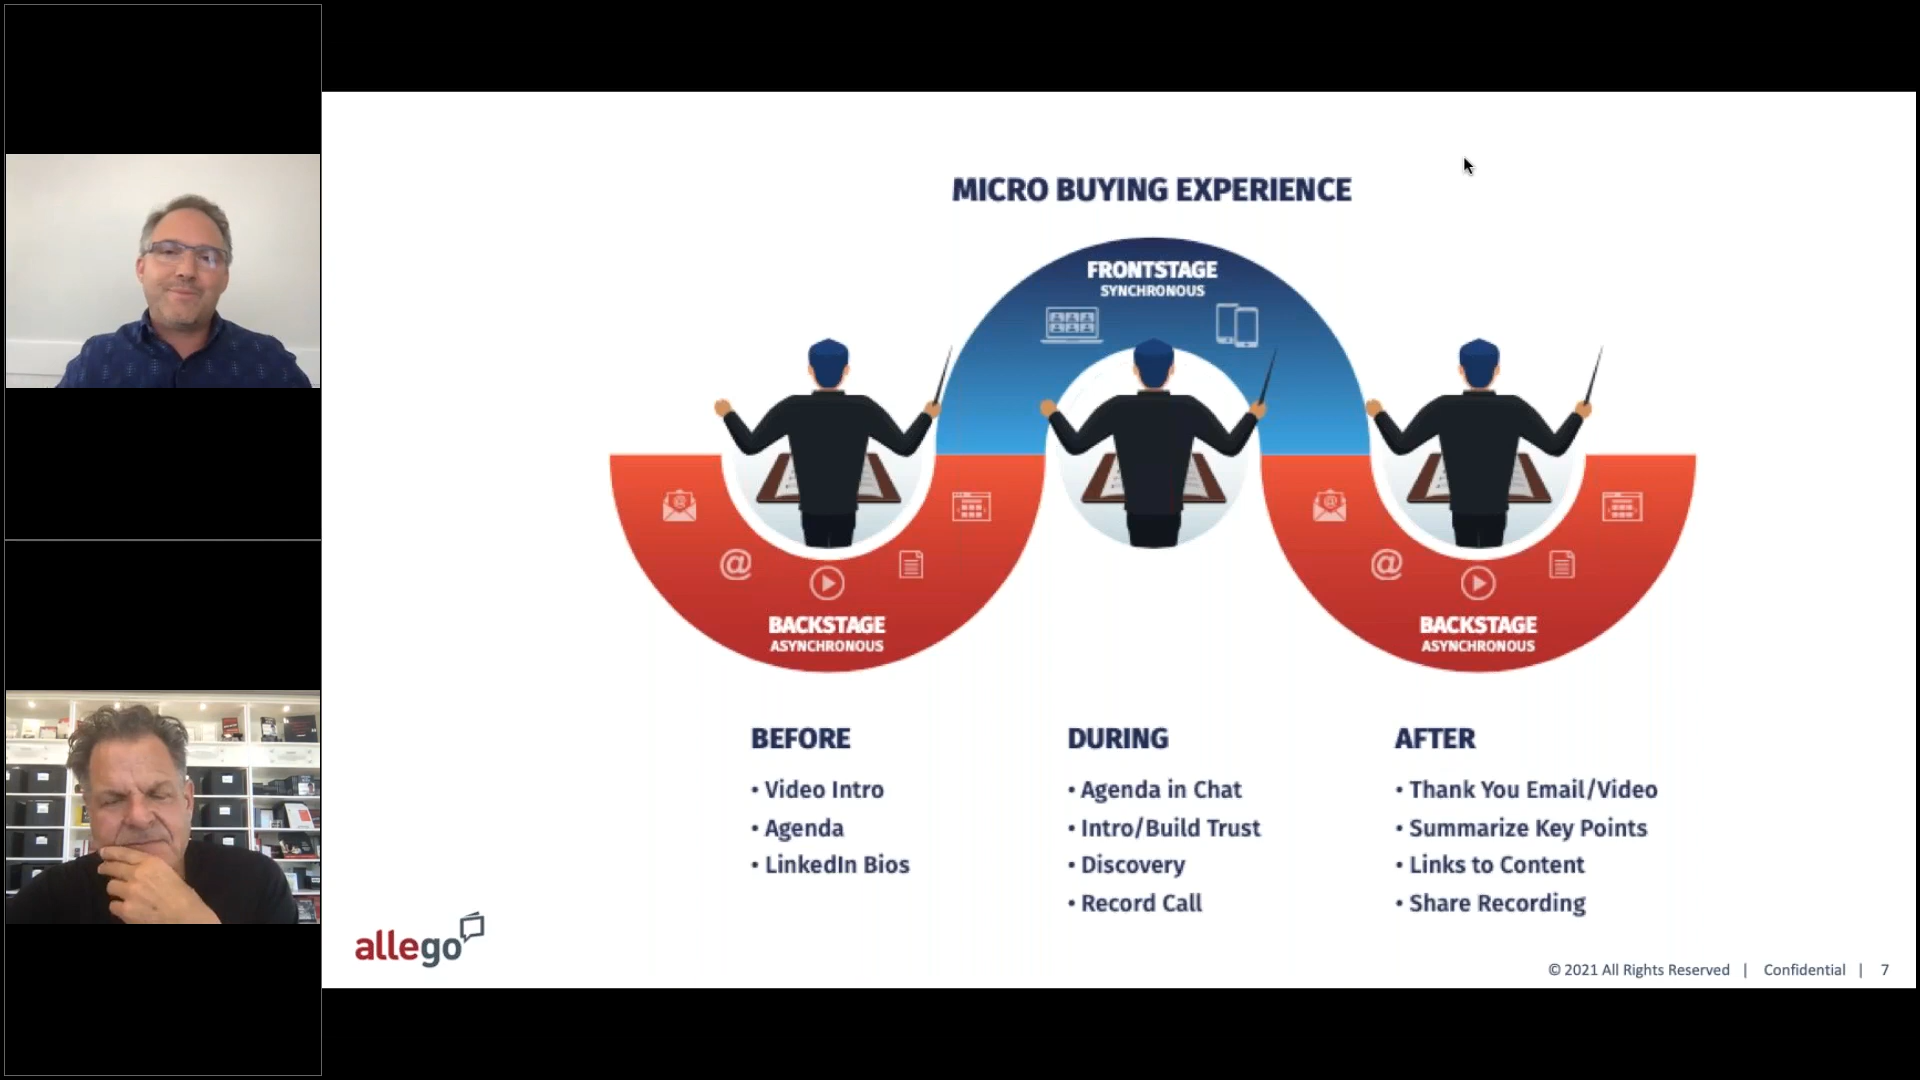 MICRO BUYING EXPERIENCE
FRONTSTAGE
SYNCHRONOUS
BACKSTAGE
ASYNCHRONOUS
BACKSTAGE
ASYNCHRONOUS
BEFORE
• Video Intro
• Agenda
• LinkedIn Bios
DURING
• Agenda in Chat
• Intro/Build Trust
• Discovery
• Record Call
AFTER
• Thank You Email/Video
• Summarize Key Points
• Links to Content
• Share Recording
allego
© 2021 All Rights Reserved | Confidential | 7